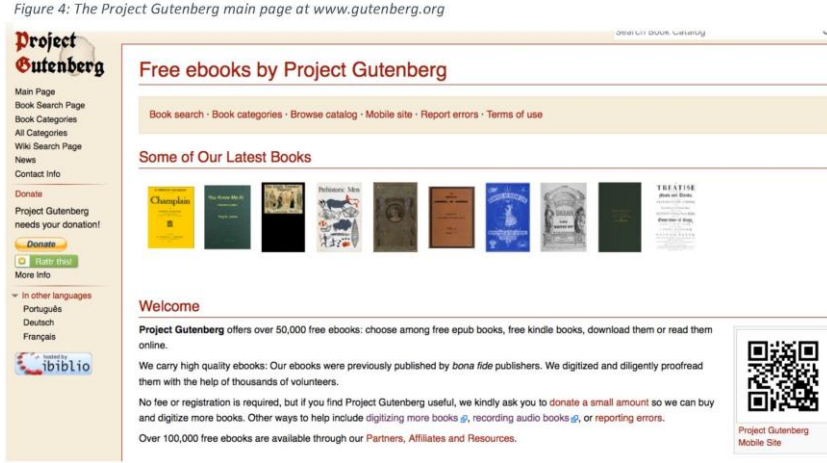 Figure 4: The Project Gutenberg main page at www.gutenberg.org
Search Book Catalog
Project
Gutenberg
Main Page
Book Search Page
Book Categories
All Categories
Wiki Search Page
News
Contact Info
Donate
Project Gutenberg
needs your donation!
Donate
Flattr this!
More Info
In other languages
Português
Deutsch
Français
hosted by
ibiblio
Free ebooks by Project Gutenberg
Book search · Book categories · Browse catalog · Mobile site · Report errors · Terms of use
Some of Our Latest Books
Champlain
You Know Me Al
Prehistoric Men
TREATISE
Welcome
Project Gutenberg offers over 50,000 free ebooks: choose among free epub books, free kindle books, download them or read them
online.
We carry high quality ebooks: Our ebooks were previously published by bona fide publishers. We digitized and diligently proofread
them with the help of thousands of volunteers.
No fee or registration is required, but if you find Project Gutenberg useful, we kindly ask you to donate a small amount so we can buy
and digitize more books. Other ways to help include digitizing more books, recording audio books, or reporting errors.
Over 100,000 free ebooks are available through our Partners, Affiliates and Resources.
Project Gutenberg
Mobile Site